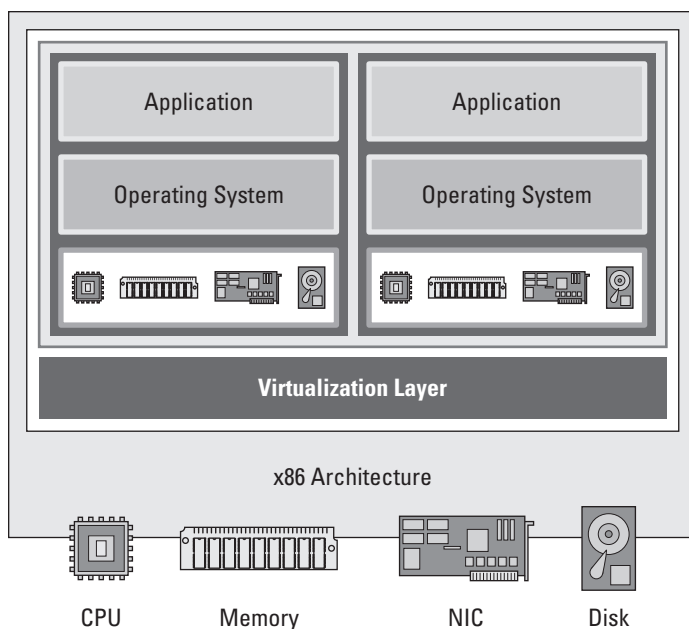 Application
Application
Operating System
Operating System
Virtualization Layer
x86 Architecture
CPU
Memory
NIC
Disk